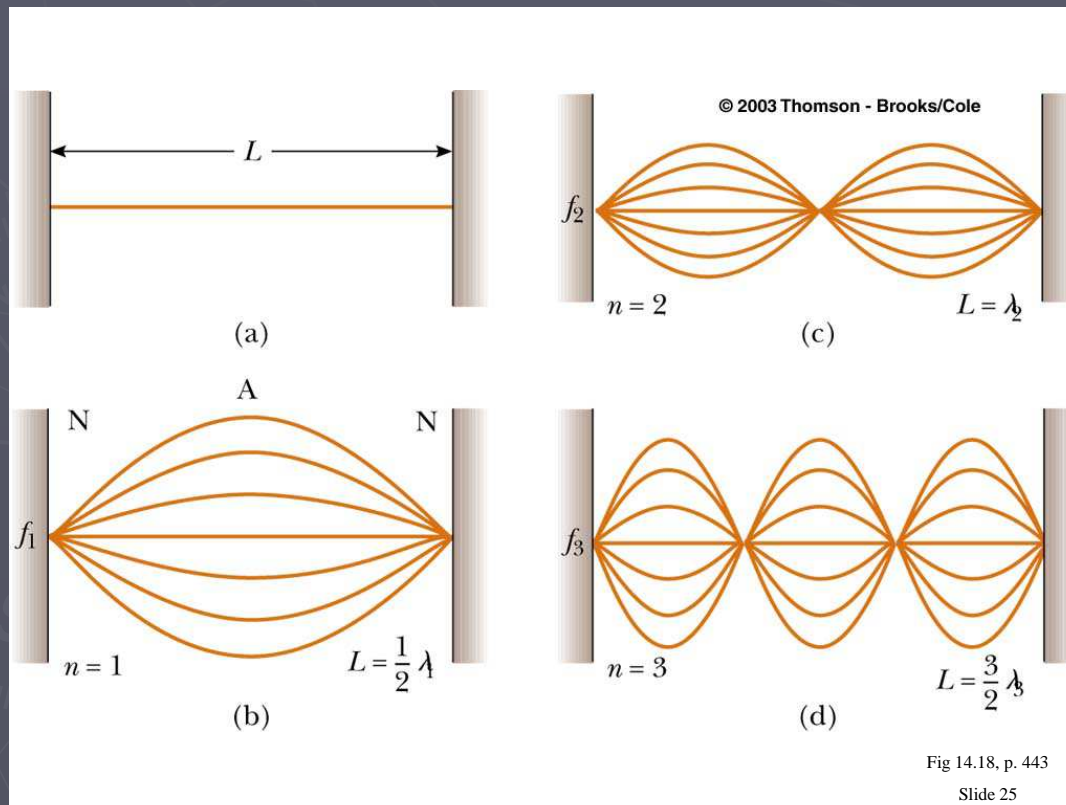 L
(a)
N
A
N
f₁
n = 1
L = 1/2 λ₁
(b)
© 2003 Thomson - Brooks/Cole
f₂
n = 2
L = λ₂
(c)
f₃
n = 3
L = 3/2 λ₃
(d)
Fig 14.18, p. 443
Slide 25